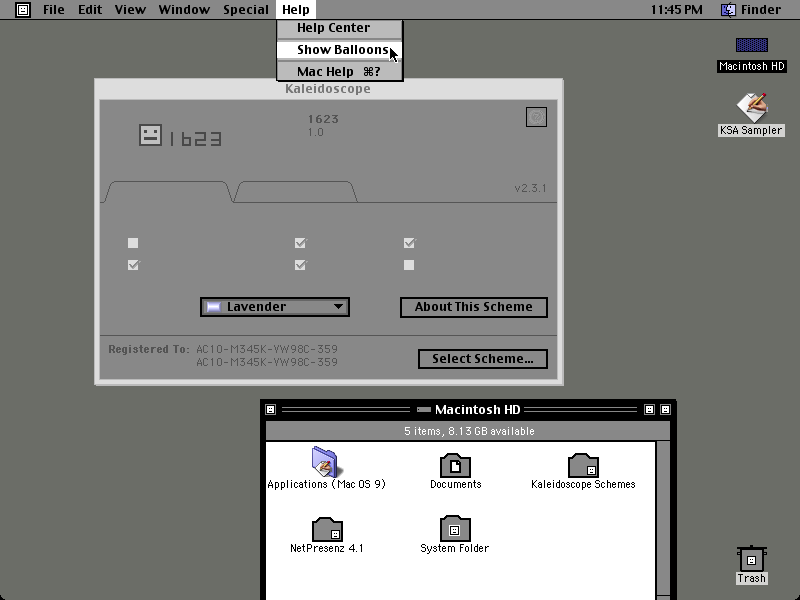 File Edit View Window Special Help 11:45 PM Finder
Help Center
Show Balloons
Mac Help ⌘?
Kaleidoscope
1623
1623
1.0
v2.3.1
Lavender
About This Scheme
Registered To: AC10-M345K-YW98C-359
AC10-M345K-YW98C-359
Select Scheme...
Macintosh HD
KSA Sampler
Macintosh HD
5 items, 8.13 GB available
Applications (Mac OS 9)
Documents
Kaleidoscope Schemes
NetPresenz 4.1
System Folder
Trash